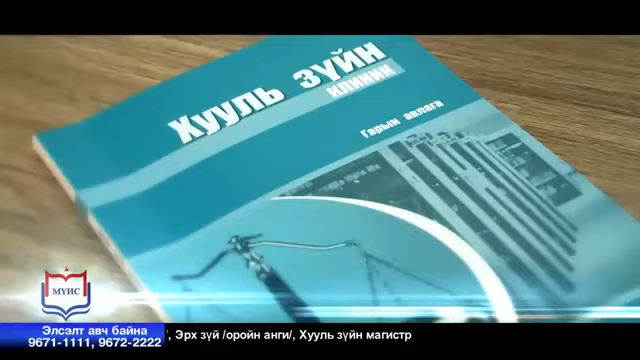 Хууль зүйн
клиник
Гарын авлага
МҮИС
Элсэлт авч байна
9671-1111, 9672-2222
, Эрх зүй /оройн анги/, Хууль зүйн магистр